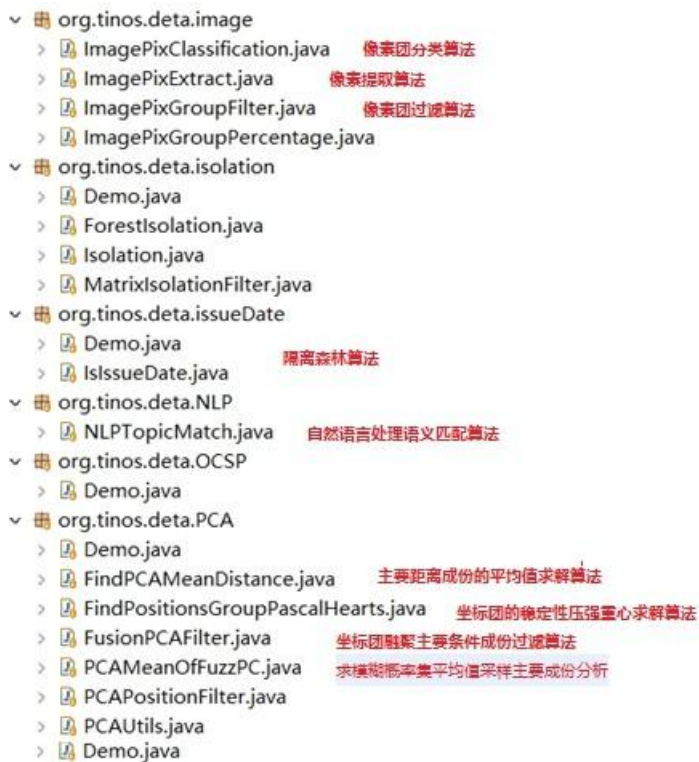 org.tinos.deta.image
ImagePixClassification.java 像素团分类算法
ImagePixExtract.java 像素提取算法
ImagePixGroupFilter.java 像素团过滤算法
ImagePixGroupPercentage.java
org.tinos.deta.isolation
Demo.java
ForestIsolation.java
Isolation.java
MatrixIsolationFilter.java
org.tinos.deta.issueDate
Demo.java
隔离森林算法
IsIssueDate.java
org.tinos.deta.NLP
NLPTopicMatch.java 自然语言处理语义匹配算法
org.tinos.deta.OCSP
Demo.java
org.tinos.deta.PCA
Demo.java
FindPCAMeanDistance.java 主要距离成份的平均值求解算法
FindPositionsGroupPascalHearts.java 坐标团的稳定性压强重心求解算法
FusionPCAFilter.java 坐标团融聚主要条件成份过滤算法
PCAMeanOfFuzzPC.java 求模糊概率集平均值采样主要成份分析
PCAPositionFilter.java
PCAUtils.java
Demo.java